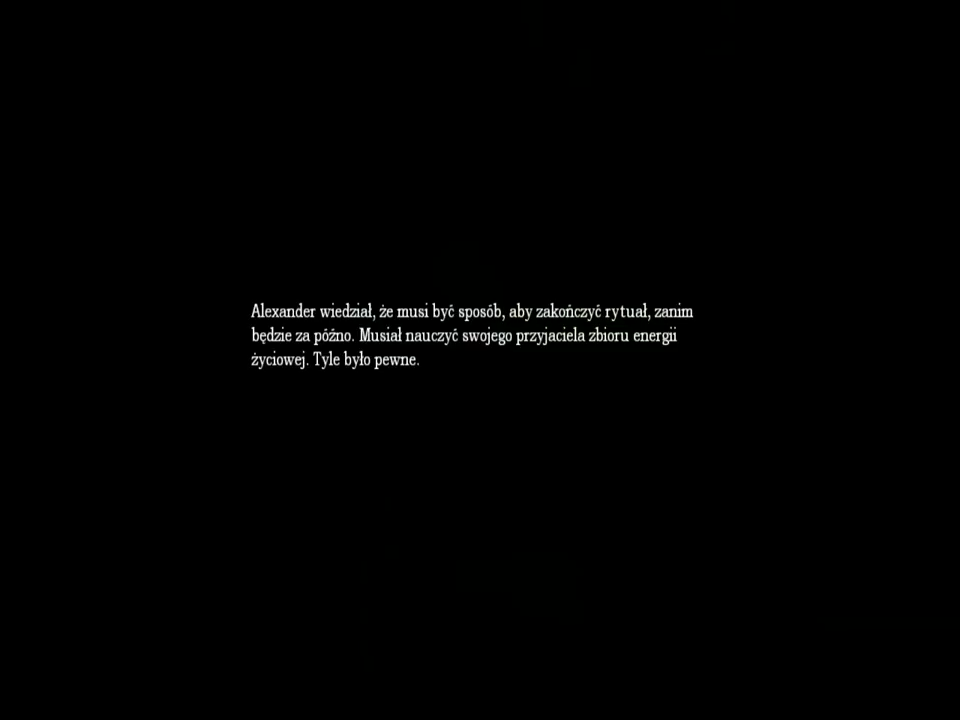 Alexander wiedział, że musi być sposób, aby zakończyć rytuał, zanim
będzie za późno. Musiał nauczyć swojego przyjaciela zbioru energii
życiowej. Tyle było pewne.